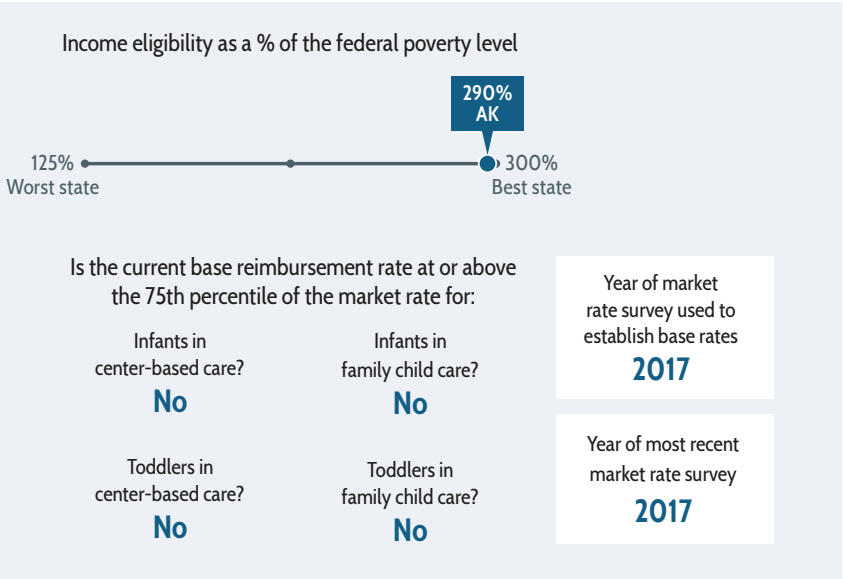 Income eligibility as a % of the federal poverty level
290%
AK
125%
Worst state
300%
Best state
Is the current base reimbursement rate at or above
the 75th percentile of the market rate for:
Infants in
center-based care?
No
Infants in
family child care?
No
Toddlers in
center-based care?
No
Toddlers in
family child care?
No
Year of market
rate survey used to
establish base rates
2017
Year of most recent
market rate survey
2017